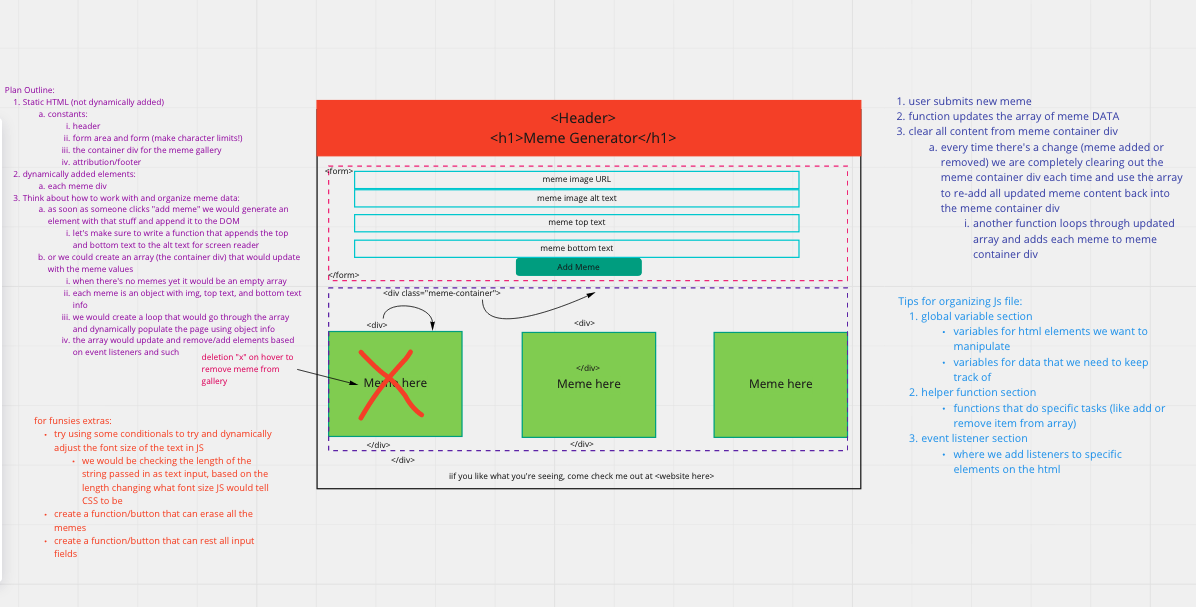 Plan Outline:
1. Static HTML (not dynamically added)
a. constants:
i. header
ii. form area and form (make character limits!)
iii. the container div for the meme gallery
iv. attribution/footer
2. dynamically added elements:
a. each meme div
3. Think about how to work with and organize meme data:
a. as soon as someone clicks "add meme" we would generate an
element with that stuff and append it to the DOM
i. let's make sure to write a function that appends the top
and bottom text to the alt text for screen reader
b. or we could create an array (the container div) that would update
with the meme values
i. when there's no memes yet it would be an empty array
ii. each meme is an object with img, top text, and bottom text
info
iii. we would create a loop that would go through the array
and dynamically populate the page using object info
iv. the array would update and remove/add elements based
on event listeners and such
deletion "x" on hover to
remove meme from
gallery
for funsies extras:
• try using some conditionals to try and dynamically
adjust the font size of the text in JS
• we would be checking the length of the
string passed in as text input, based on the
length changing what font size JS would tell
CSS to be
• create a function/button that can erase all the
memes
• create a function/button that can rest all input
fields
<Header>
<h1>Meme Generator</h1>
<form>
meme image URL
meme image alt text
meme top text
meme bottom text
Add Meme
</form>
<div class="meme-container">
<div>
<div>
Meme here
</div>
Meme here
Meme here
</div>
</div>
</div>
iif you like what you're seeing, come check me out at <website here>
1. user submits new meme
2. function updates the array of meme DATA
3. clear all content from meme container div
a. every time there's a change (meme added or
removed) we are completely clearing out the
meme container div each time and use the array
to re-add all updated meme content back into
the meme container div
i. another function loops through updated
array and adds each meme to meme
container div
Tips for organizing Js file:
1. global variable section
• variables for html elements we want to
manipulate
• variables for data that we need to keep
track of
2. helper function section
• functions that do specific tasks (like add or
remove item from array)
3. event listener section
• where we add listeners to specific
elements on the html